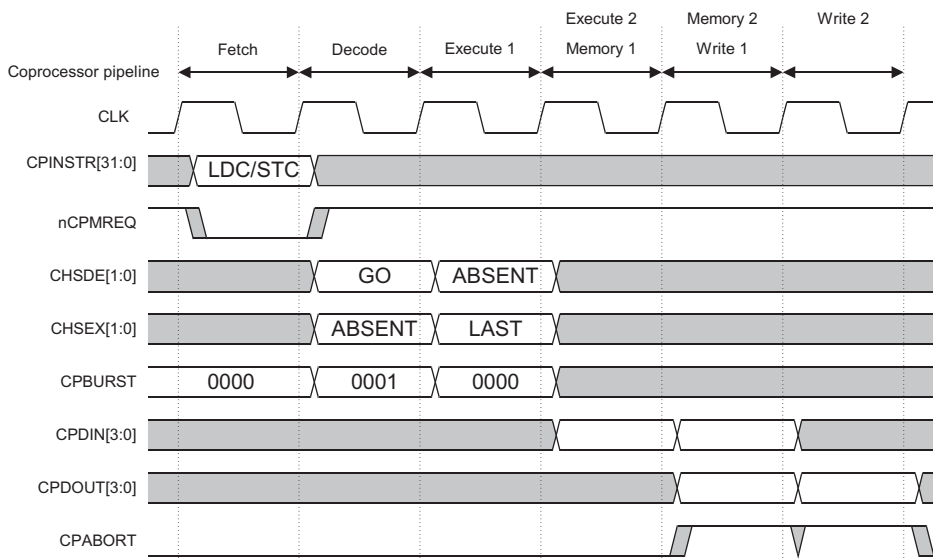 Execute 2 Memory 2 Write 2
Fetch Decode Execute 1 Memory 1 Write 1
Coprocessor pipeline
CLK
CPINSTR[31:0] LDC/STC
nCPMREQ
CHSDE[1:0] GO ABSENT
CHSEX[1:0] ABSENT LAST
CPBURST 0000 0001 0000
CPDIN[3:0]
CPDOUT[3:0]
CPABORT